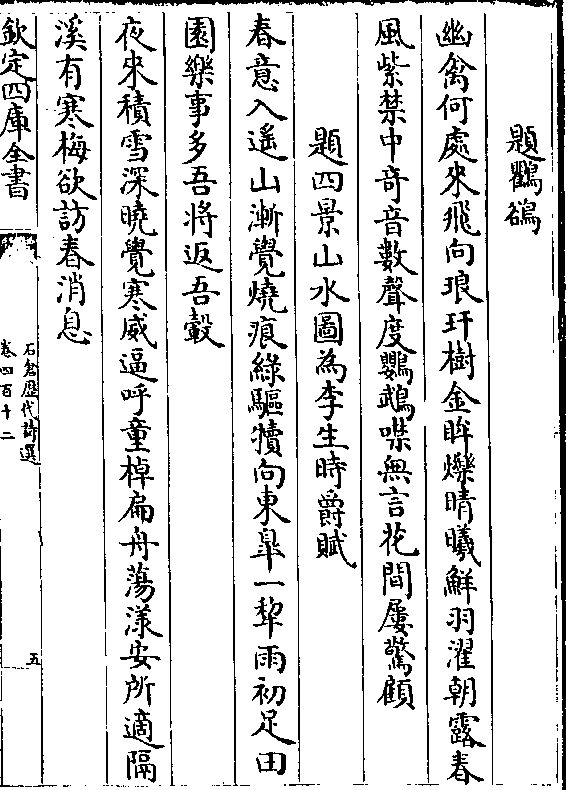 題鸜鵒
幽禽何處來飛向琅玕樹金眸爍晴曦鮮羽濯朝露春
風紫禁中奇音數聲度鸚鵡噤無言花間屢驚顧
題四景山水圖為李生時爵賦
春意入遥山漸覺燒痕綠驅犢向東臯一犂雨初足田
園樂事多吾將返吾轂
夜來積雪深曉覺寒威逼呼童棹扁舟蕩漾安所適隔
溪有寒梅欲訪春消息
欽定四庫全書
石倉歴代詩選
卷四百十二
五